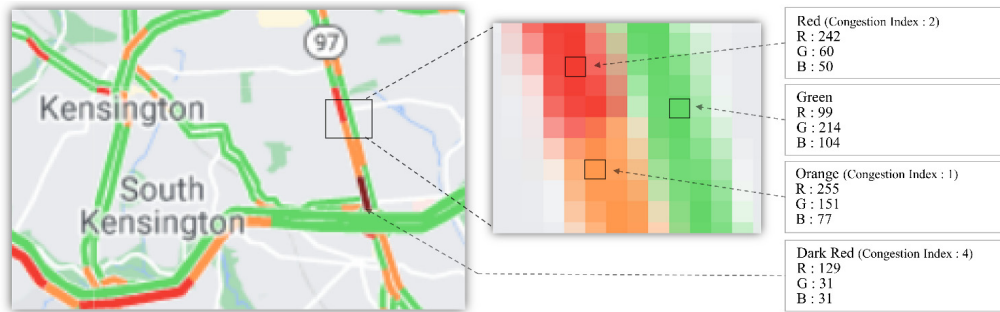 97
Kensington
South
Kensington
Red (Congestion Index : 2)
R : 242
G : 60
B : 50
Green
R : 99
G : 214
B : 104
Orange (Congestion Index : 1)
R : 255
G : 151
B : 77
Dark Red (Congestion Index : 4)
R : 129
G : 31
B : 31